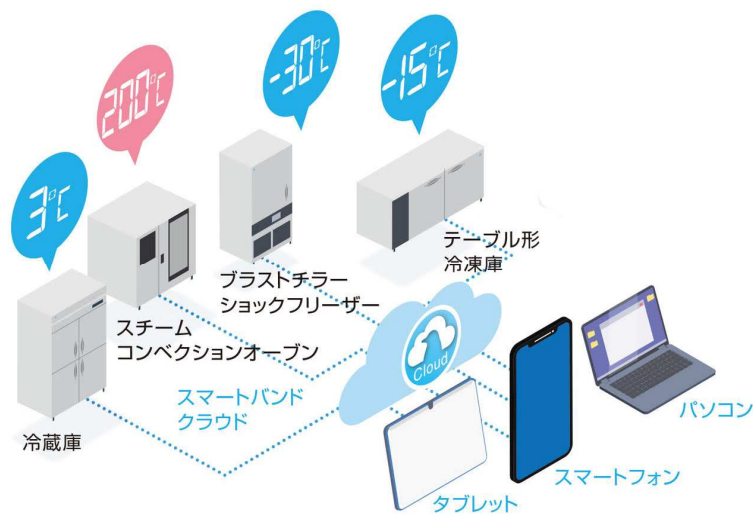 -30℃
-15℃
200℃
3℃
テーブル形
冷凍庫
ブラストチラー
ショックフリーザー
スチーム
コンベクションオーブン
Cloud
スマートバンド
クラウド
冷蔵庫
パソコン
スマートフォン
タブレット